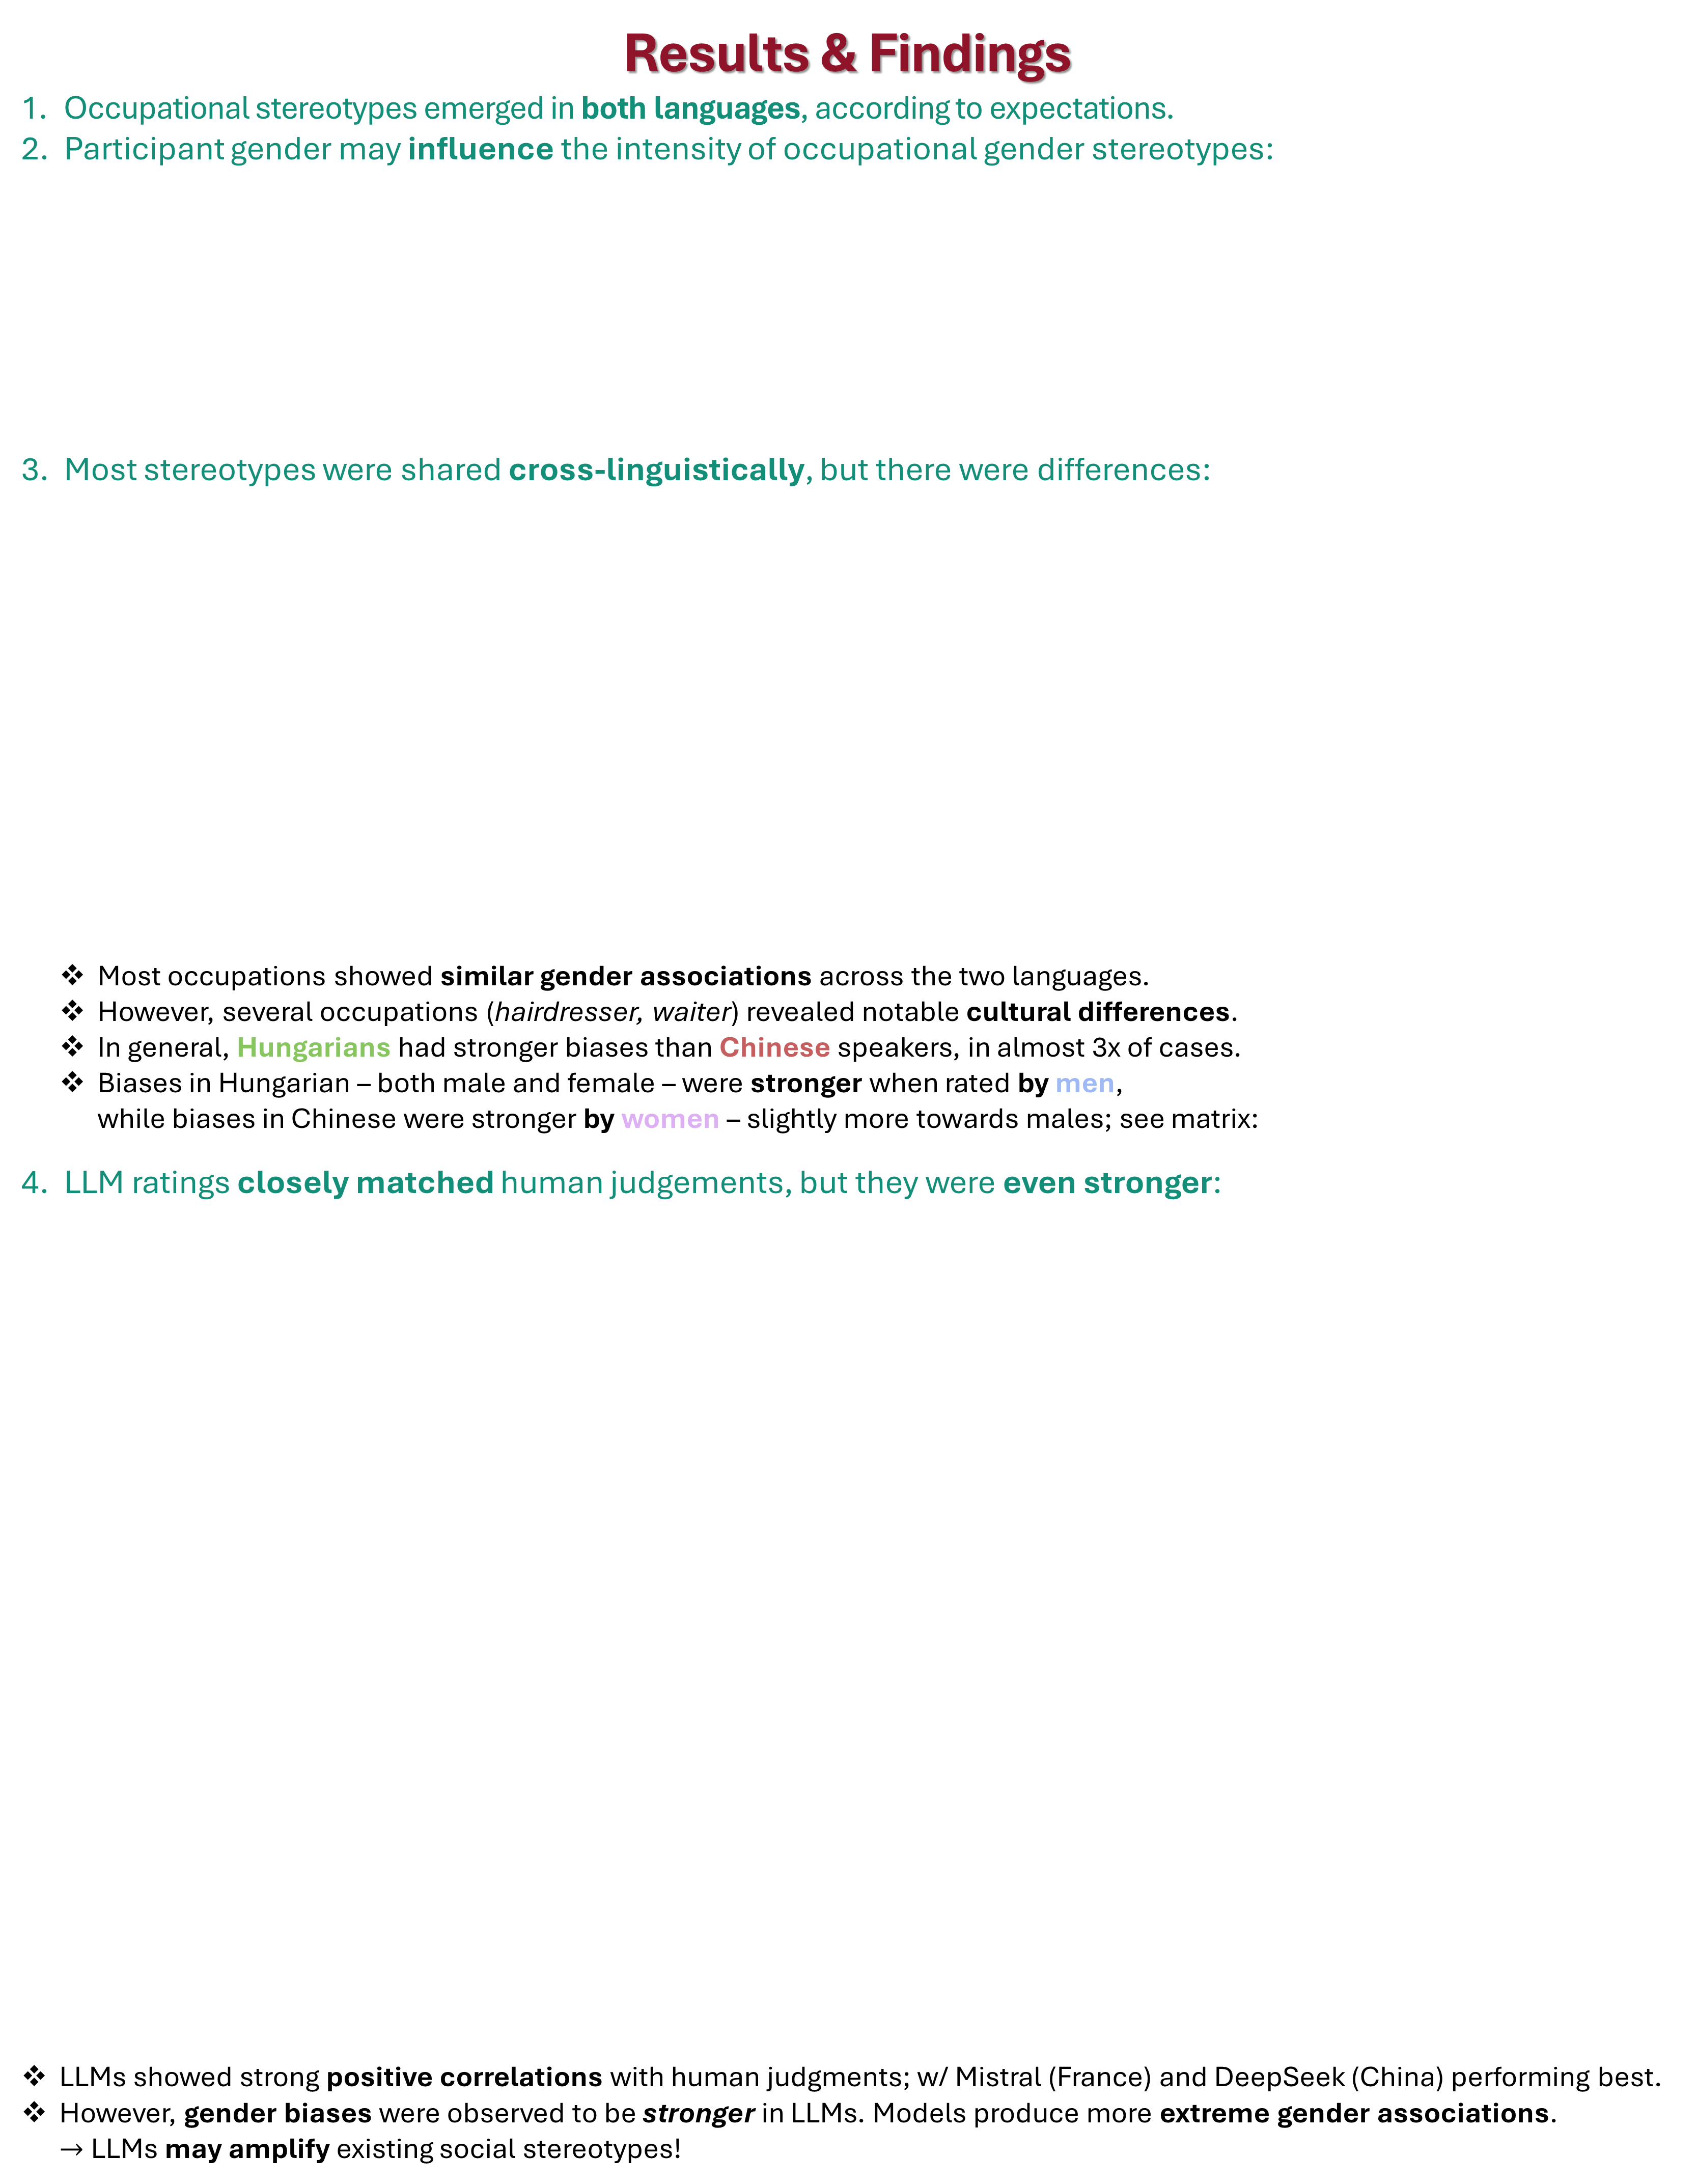 Results & Findings
1. Occupational stereotypes emerged in both languages, according to expectations.
2. Participant gender may influence the intensity of occupational gender stereotypes:
3. Most stereotypes were shared cross-linguistically, but there were differences:
❖ Most occupations showed similar gender associations across the two languages.
❖ However, several occupations (hairdresser, waiter) revealed notable cultural differences.
❖ In general, Hungarians had stronger biases than Chinese speakers, in almost 3x of cases.
❖ Biases in Hungarian – both male and female – were stronger when rated by men,
while biases in Chinese were stronger by women – slightly more towards males; see matrix:
4. LLM ratings closely matched human judgements, but they were even stronger:
❖ LLMs showed strong positive correlations with human judgments; w/ Mistral (France) and DeepSeek (China) performing best.
❖ However, gender biases were observed to be stronger in LLMs. Models produce more extreme gender associations.
→ LLMs may amplify existing social stereotypes!